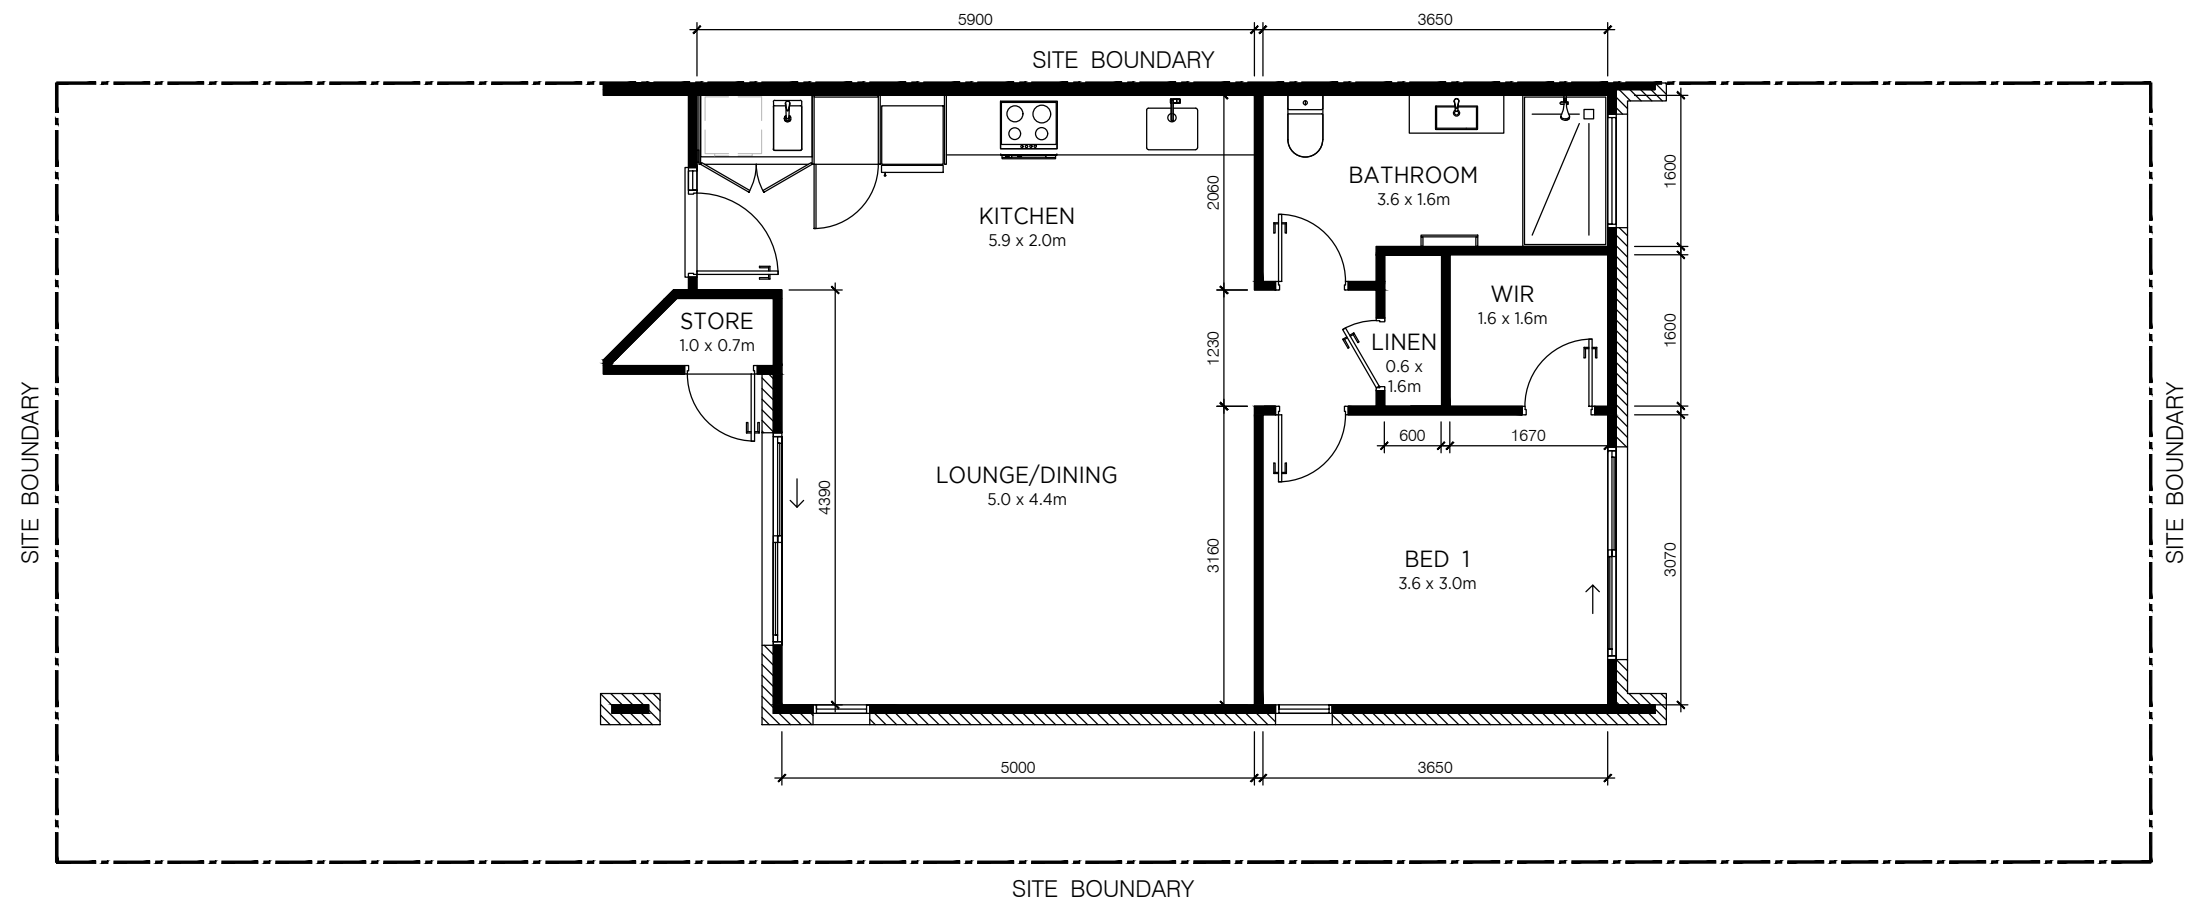 5900
3650
SITE BOUNDARY
BATHROOM
3.6 x 1.6m
1600
2060
KITCHEN
5.9 x 2.0m
WIR
1.6 x 1.6m
STORE
1.0 x 0.7m
LINEN
0.6 x
1.6m
1230
1600
600
1670
SITE BOUNDARY
SITE BOUNDARY
LOUNGE/DINING
5.0 x 4.4m
4390
3160
BED 1
3.6 x 3.0m
3070
5000
3650
SITE BOUNDARY